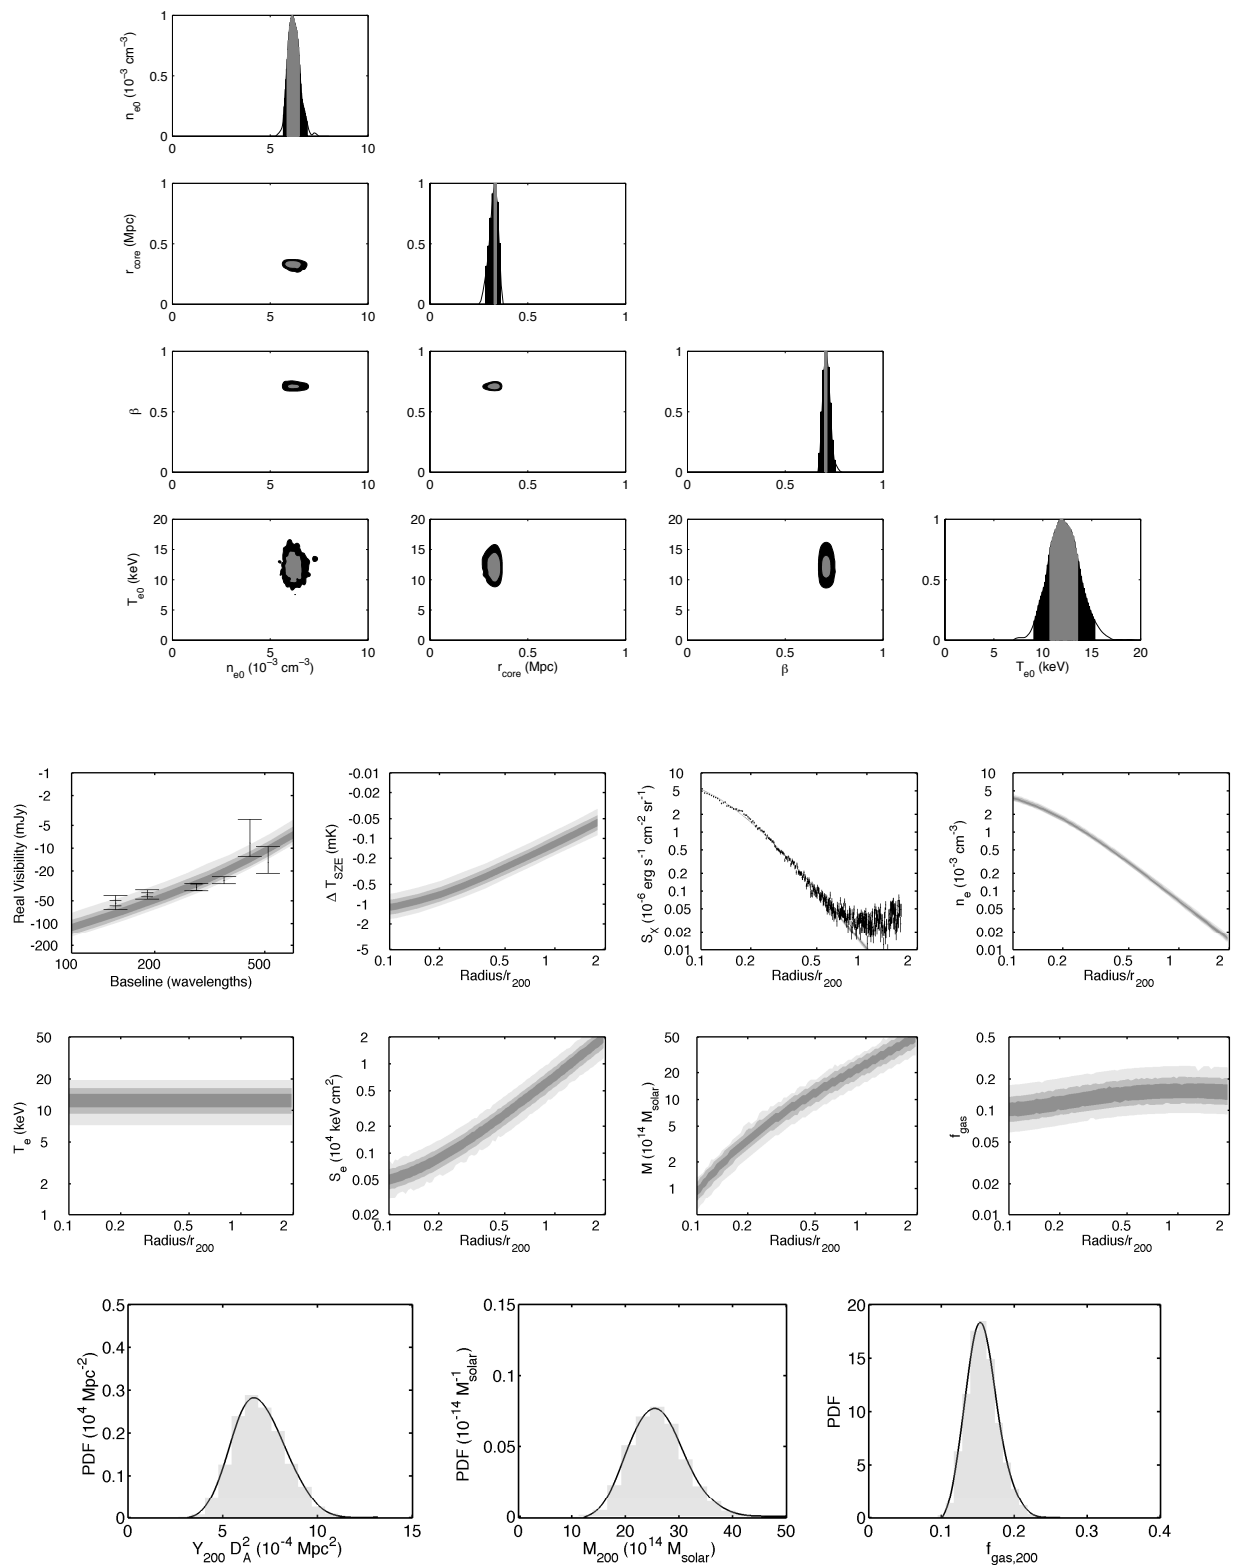 1
0.5
0
n_e0 (10^−3 cm^−3)
0 5 10
1
0.5
0
r_core (Mpc)
0 5 10
0 0.5 1
1
0.5
0
β
0 5 10
0 0.5 1
1
0.5
0
0 0.5 1
20
15
10
5
0
T_e0 (keV)
0 5 10
n_e0 (10^−3 cm^−3)
0 0.5 1
r_core (Mpc)
20
15
10
5
0
0 0.5 1
β
1
0.5
0
0 5 10 15 20
T_e0 (keV)
-1
-2
-5
-10
-20
-50
-100
-200
Real Visibility (mJy)
100 200 500
Baseline (wavelengths)
-0.01
-0.02
-0.05
-0.1
-0.2
-0.5
-1
-2
-5
Δ T_SZE (mK)
0.1 0.2 0.5 1 2
Radius/r_200
10
5
2
1
0.5
0.2
0.1
0.05
0.02
0.01
S_X (10^-6 erg s^-1 cm^-2 sr^-1)
0.1 0.2 0.5 1 2
Radius/r_200
10
5
2
1
0.5
0.2
0.1
0.05
0.02
0.01
n_e (10^-3 cm^-3)
0.1 0.2 0.5 1 2
Radius/r_200
50
20
10
5
2
1
T_e (keV)
0.1 0.2 0.5 1 2
Radius/r_200
2
1
0.5
0.2
0.1
0.05
0.02
S_e (10^4 keV cm^2)
0.1 0.2 0.5 1 2
Radius/r_200
50
20
10
5
2
1
M (10^14 M_solar)
0.1 0.2 0.5 1 2
Radius/r_200
0.5
0.2
0.1
0.05
0.02
0.01
f_gas
0.1 0.2 0.5 1 2
Radius/r_200
0.5
0.4
0.3
0.2
0.1
0
PDF (10^4 Mpc^-2)
0 5 10 15
Y_200 D_A^2 (10^-4 Mpc^2)
0.15
0.1
0.05
0
PDF (10^-14 M_solar^-1)
0 10 20 30 40 50
M_200 (10^14 M_solar)
20
15
10
5
0
PDF
0 0.1 0.2 0.3 0.4
f_gas,200